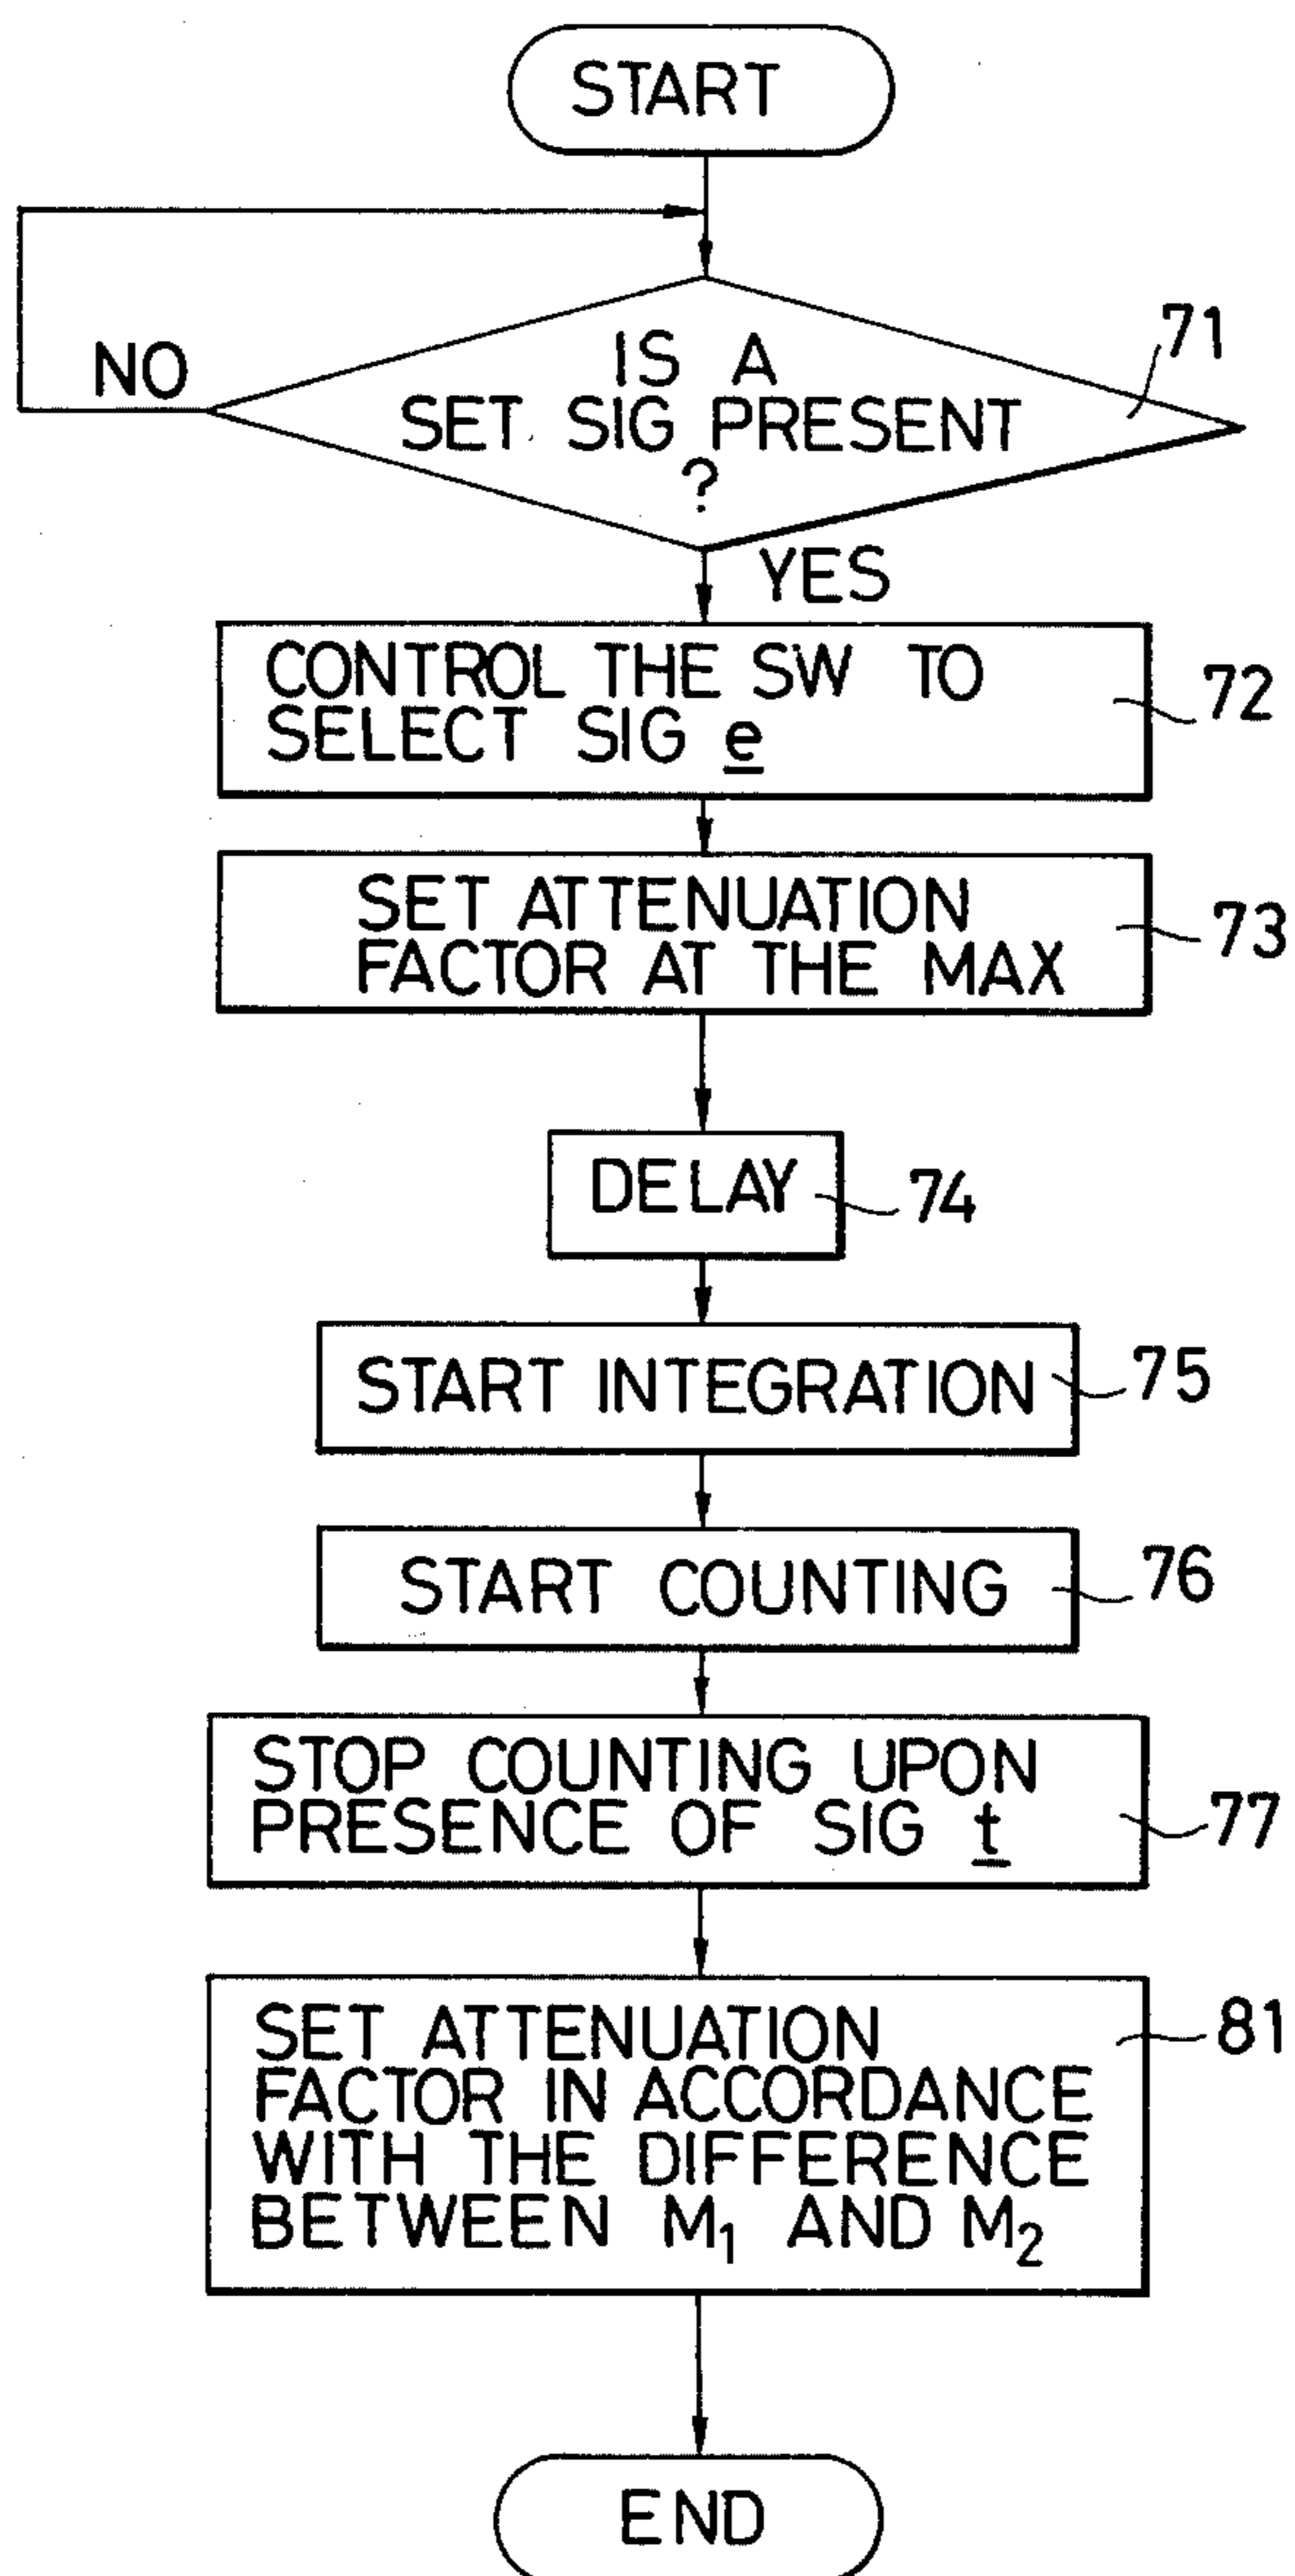 START
NO
IS A
SET SIG PRESENT
?
71
YES
CONTROL THE SW TO
SELECT SIG e
72
SET ATTENUATION
FACTOR AT THE MAX
73
DELAY
74
START INTEGRATION
75
START COUNTING
76
STOP COUNTING UPON
PRESENCE OF SIG t
77
SET ATTENUATION
FACTOR IN ACCORDANCE
WITH THE DIFFERENCE
BETWEEN M₁ AND M₂
81
END